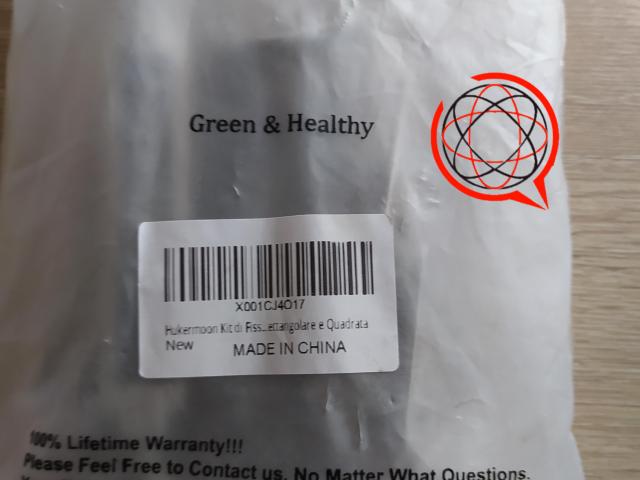 Green & Healthy
X001CJ4O17
Hukermoon Kit di Fiss...ettangolare e Quadrata
New
MADE IN CHINA
100% Lifetime Warranty!!!
Please Feel Free to Contact us, No Matter What Questions.